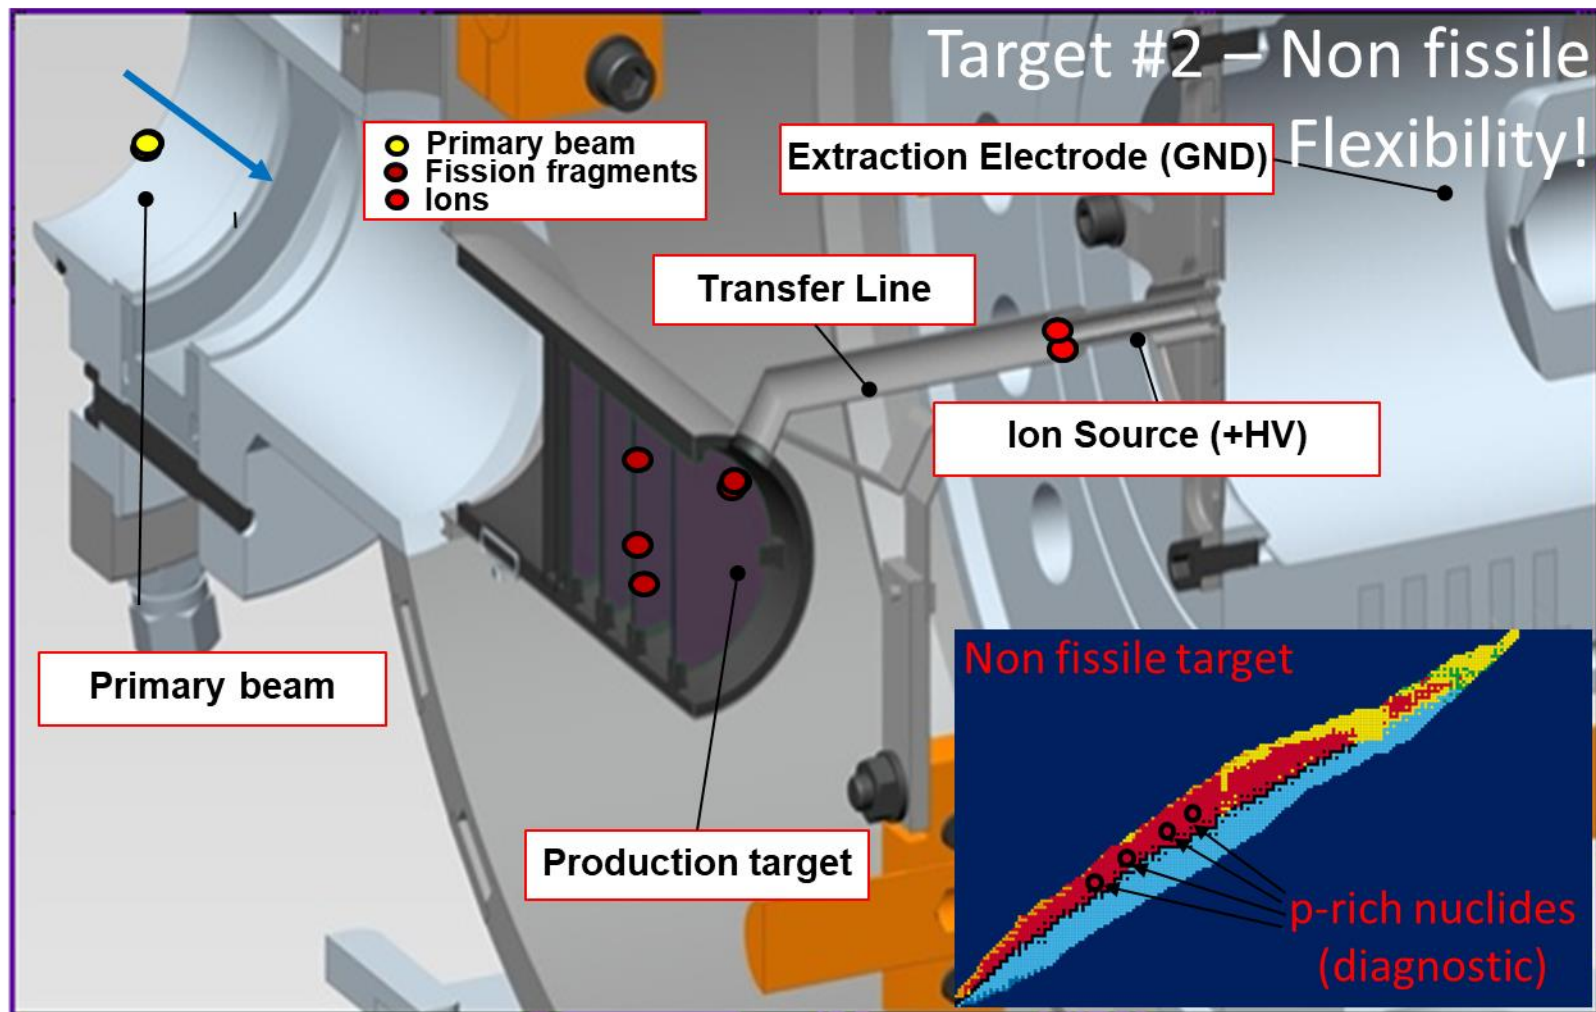 Target #2 – Non fissile
Flexibility!
Primary beam
Fission fragments
Ions
Extraction Electrode (GND)
Transfer Line
Ion Source (+HV)
Primary beam
Production target
Non fissile target
p-rich nuclides
(diagnostic)